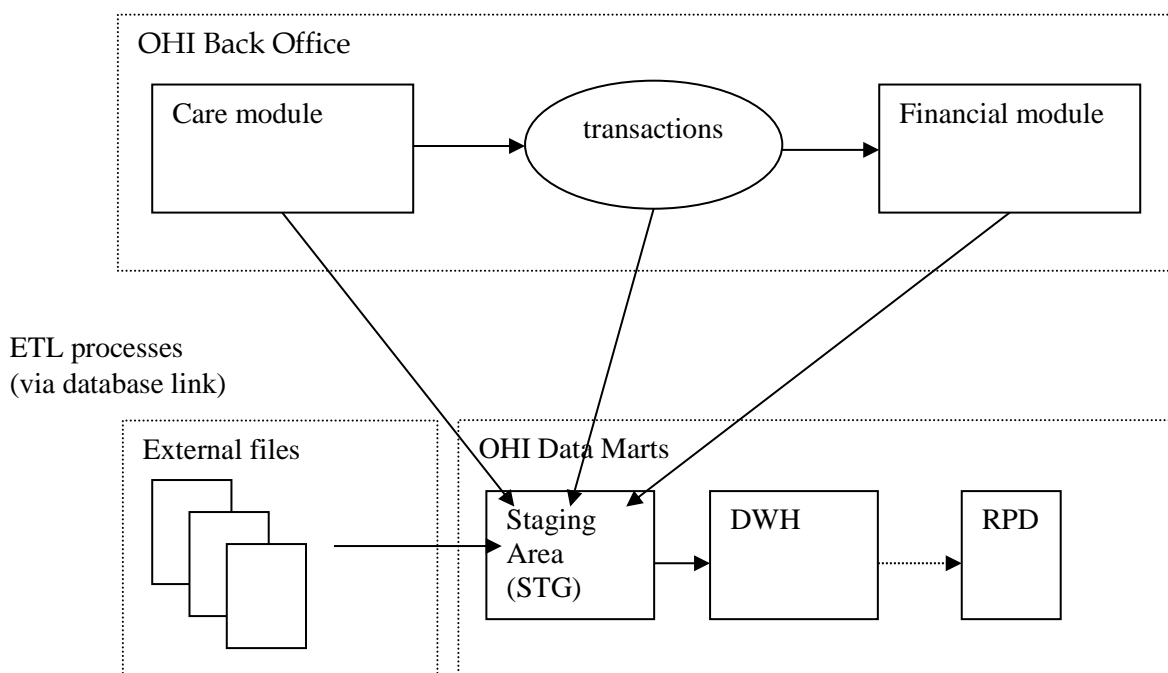 OHI Back Office
Care module
transactions
Financial module
ETL processes
(via database link)
External files
OHI Data Marts
Staging
Area
(STG)
DWH
RPD